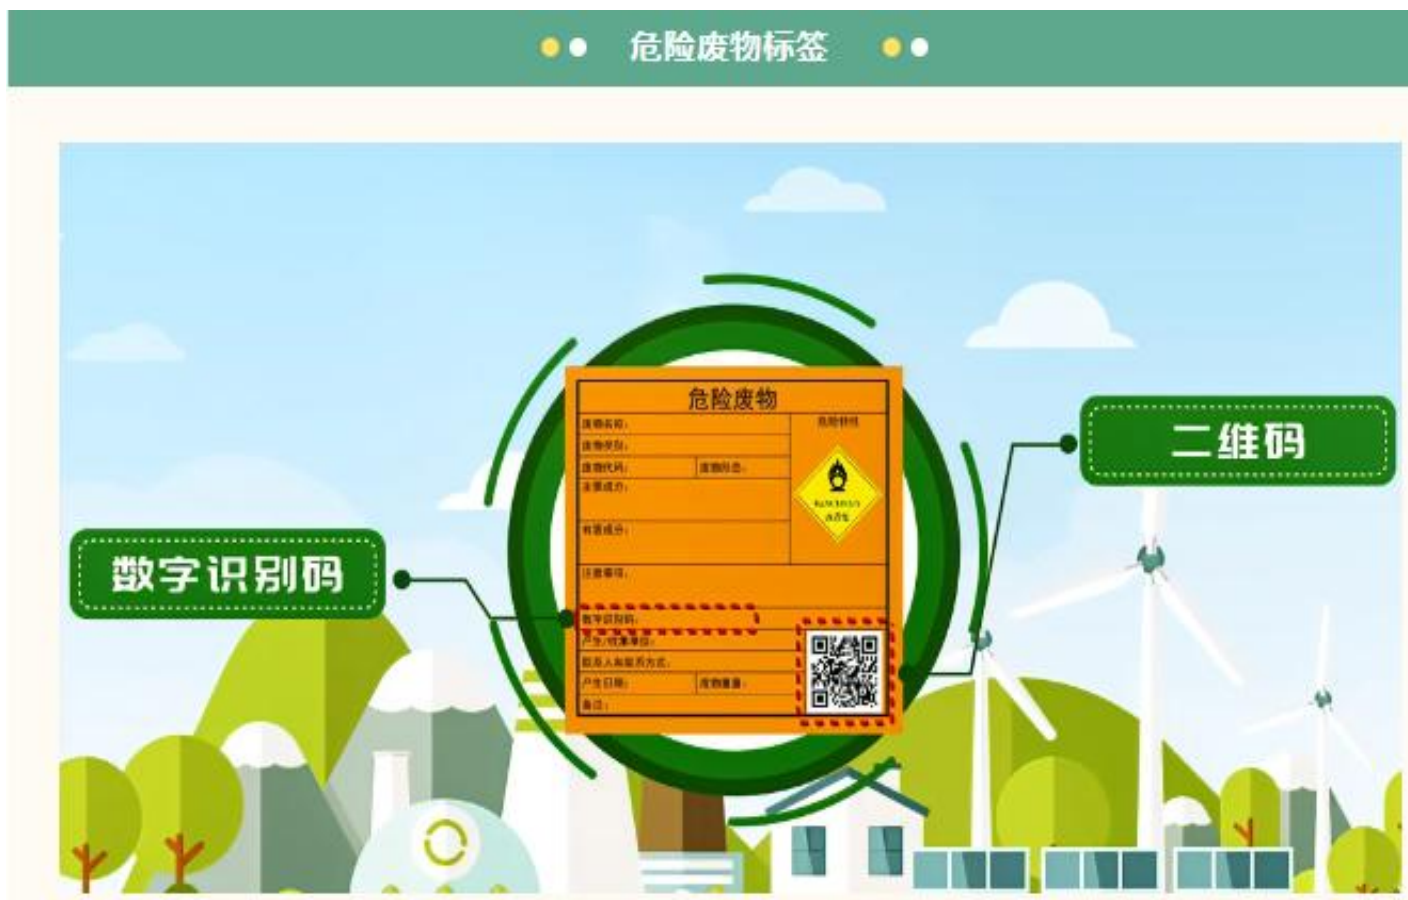 危险废物标签
危险废物
废物名称:
危险特性
废物类别:
废物代码:
废物形态:
主要成分:
有害成分:
注意事项:
数字识别码:
产生/收集单位:
联系人和联系方式:
产生日期:
废物重量:
备注:
二维码
数字识别码